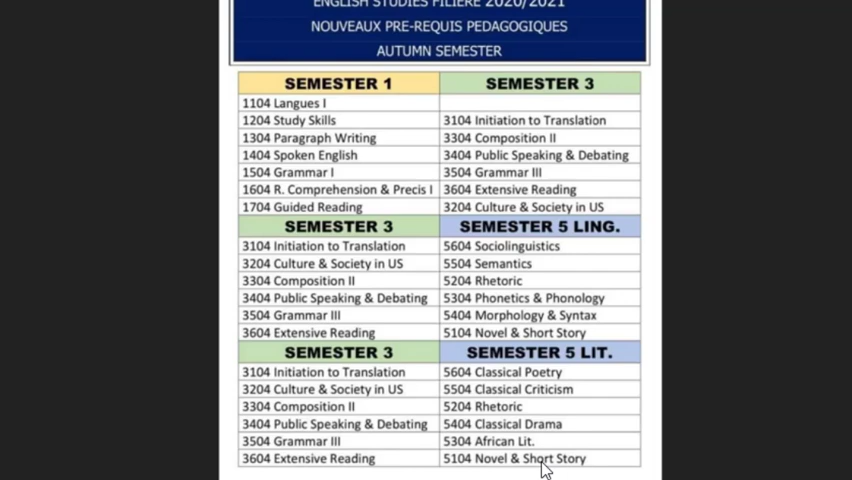 ENGLISH STUDIES FILIERE 2020/2021
NOUVEAUX PRE-REQUIS PEDAGOGIQUES
AUTUMN SEMESTER
SEMESTER 1 SEMESTER 3
1104 Langues I
1204 Study Skills 3104 Initiation to Translation
1304 Paragraph Writing 3304 Composition II
1404 Spoken English 3404 Public Speaking & Debating
1504 Grammar I 3504 Grammar III
1604 R. Comprehension & Precis I 3604 Extensive Reading
1704 Guided Reading 3204 Culture & Society in US
SEMESTER 3 SEMESTER 5 LING.
3104 Initiation to Translation 5604 Sociolinguistics
3204 Culture & Society in US 5504 Semantics
3304 Composition II 5204 Rhetoric
3404 Public Speaking & Debating 5304 Phonetics & Phonology
3504 Grammar III 5404 Morphology & Syntax
3604 Extensive Reading 5104 Novel & Short Story
SEMESTER 3 SEMESTER 5 LIT.
3104 Initiation to Translation 5604 Classical Poetry
3204 Culture & Society in US 5504 Classical Criticism
3304 Composition II 5204 Rhetoric
3404 Public Speaking & Debating 5404 Classical Drama
3504 Grammar III 5304 African Lit.
3604 Extensive Reading 5104 Novel & Short Story